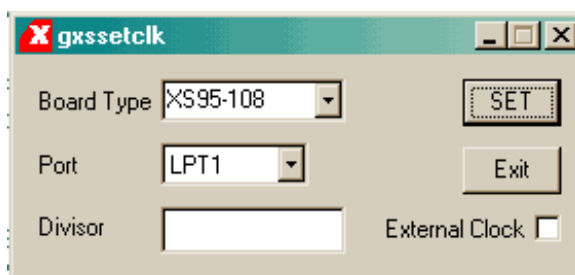 X gxssetclk
Board Type XS95-108 SET
Port LPT1 Exit
Divisor External Clock